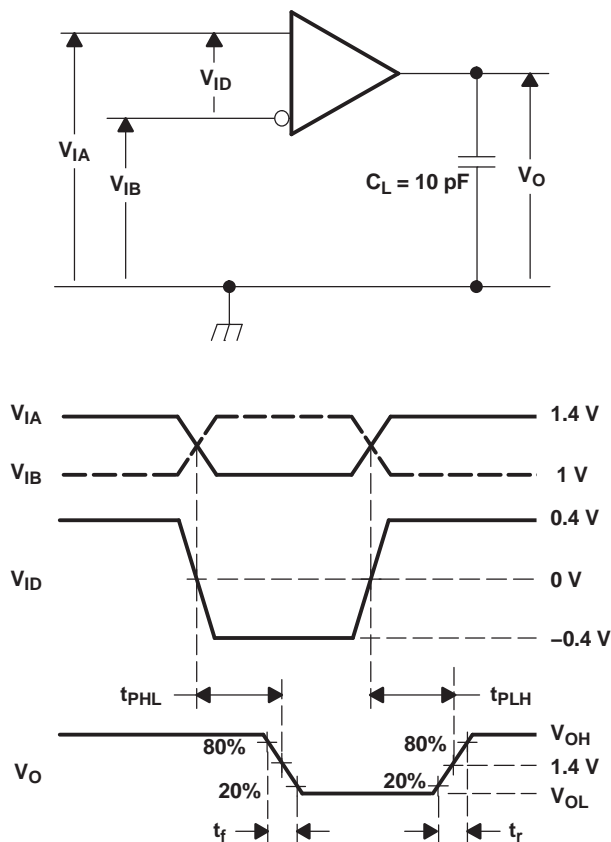 VID
VIA
VIB
CL = 10 pF
VO
VIA
1.4 V
VIB
1 V
0.4 V
VID
0 V
−0.4 V
tPHL
tPLH
VO
80%
80%
VOH
1.4 V
20%
20%
VOL
tf
tr